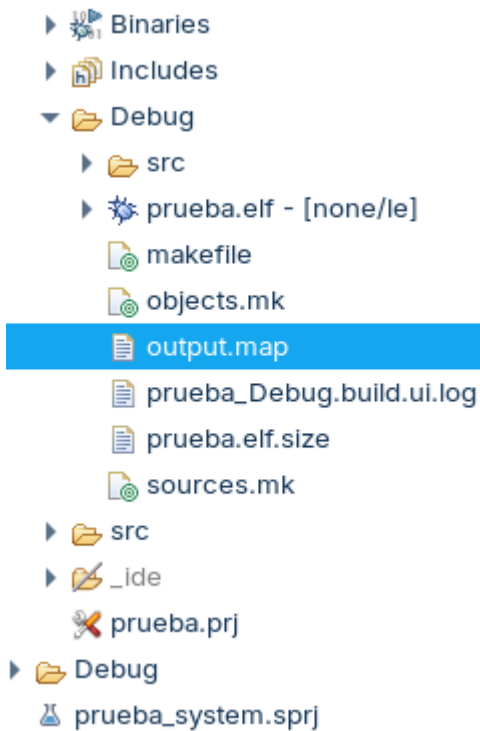 Binaries
Includes
Debug
src
prueba.elf - [none/le]
makefile
objects.mk
output.map
prueba_Debug.build.ui.log
prueba.elf.size
sources.mk
src
_ide
prueba.prj
Debug
prueba_system.sprj